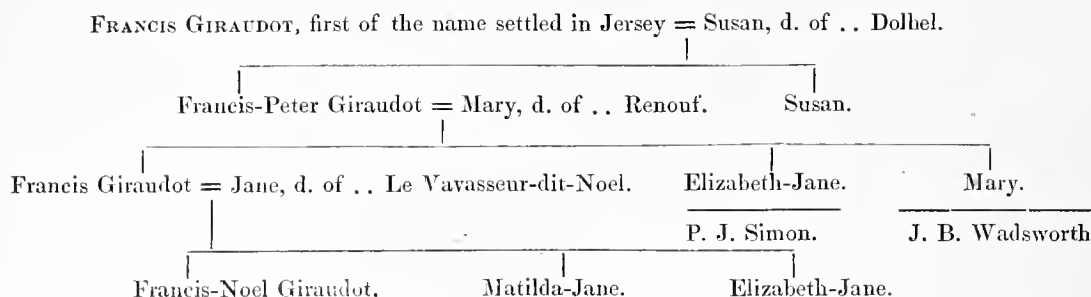 FRANCIS GIRAUDOT, first of the name settled in Jersey = Susan, d. of .. Dolbel.
Francis-Peter Giraudot = Mary, d. of .. Renouf. Susan.
Francis Giraudot = Jane, d. of .. Le Vavasseur-dit-Noel. Elizabeth-Jane. Mary.
P. J. Simon. J. B. Wadsworth
Francis-Noel Giraudot. Matilda-Jane. Elizabeth-Jane.